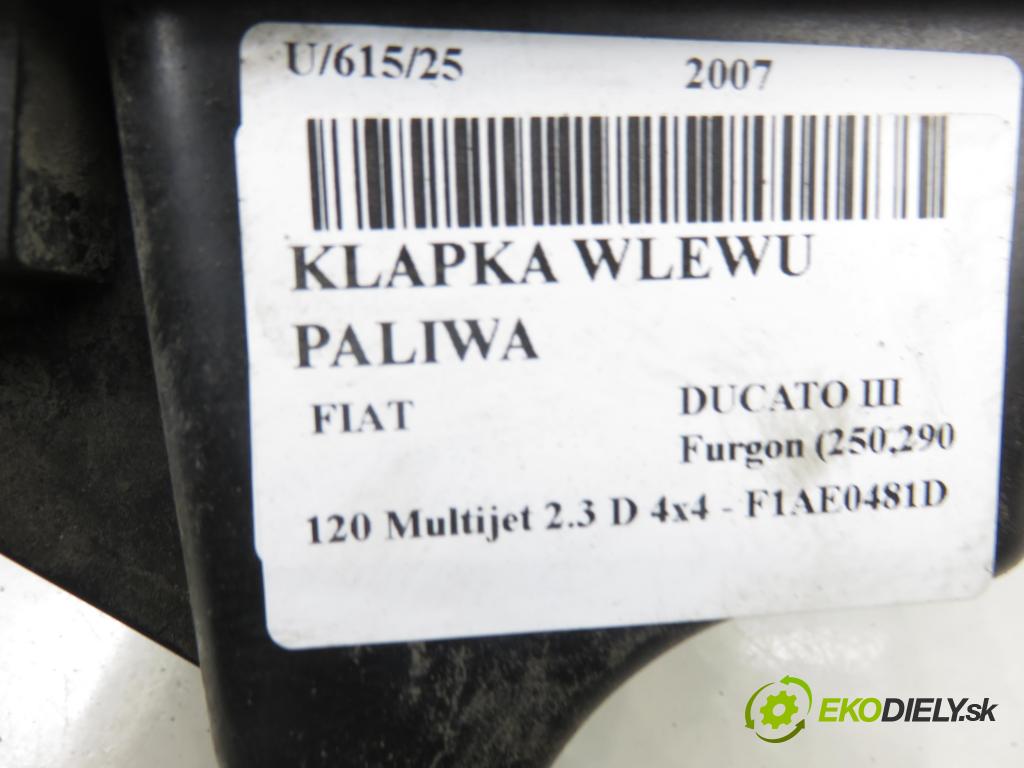 U/615/25 2007
KLAPKA WLEWU
PALIWA
FIAT DUCATO III
Furgon (250,290
120 Multijet 2.3 D 4x4 - F1AE0481D
EKODIELY.sk